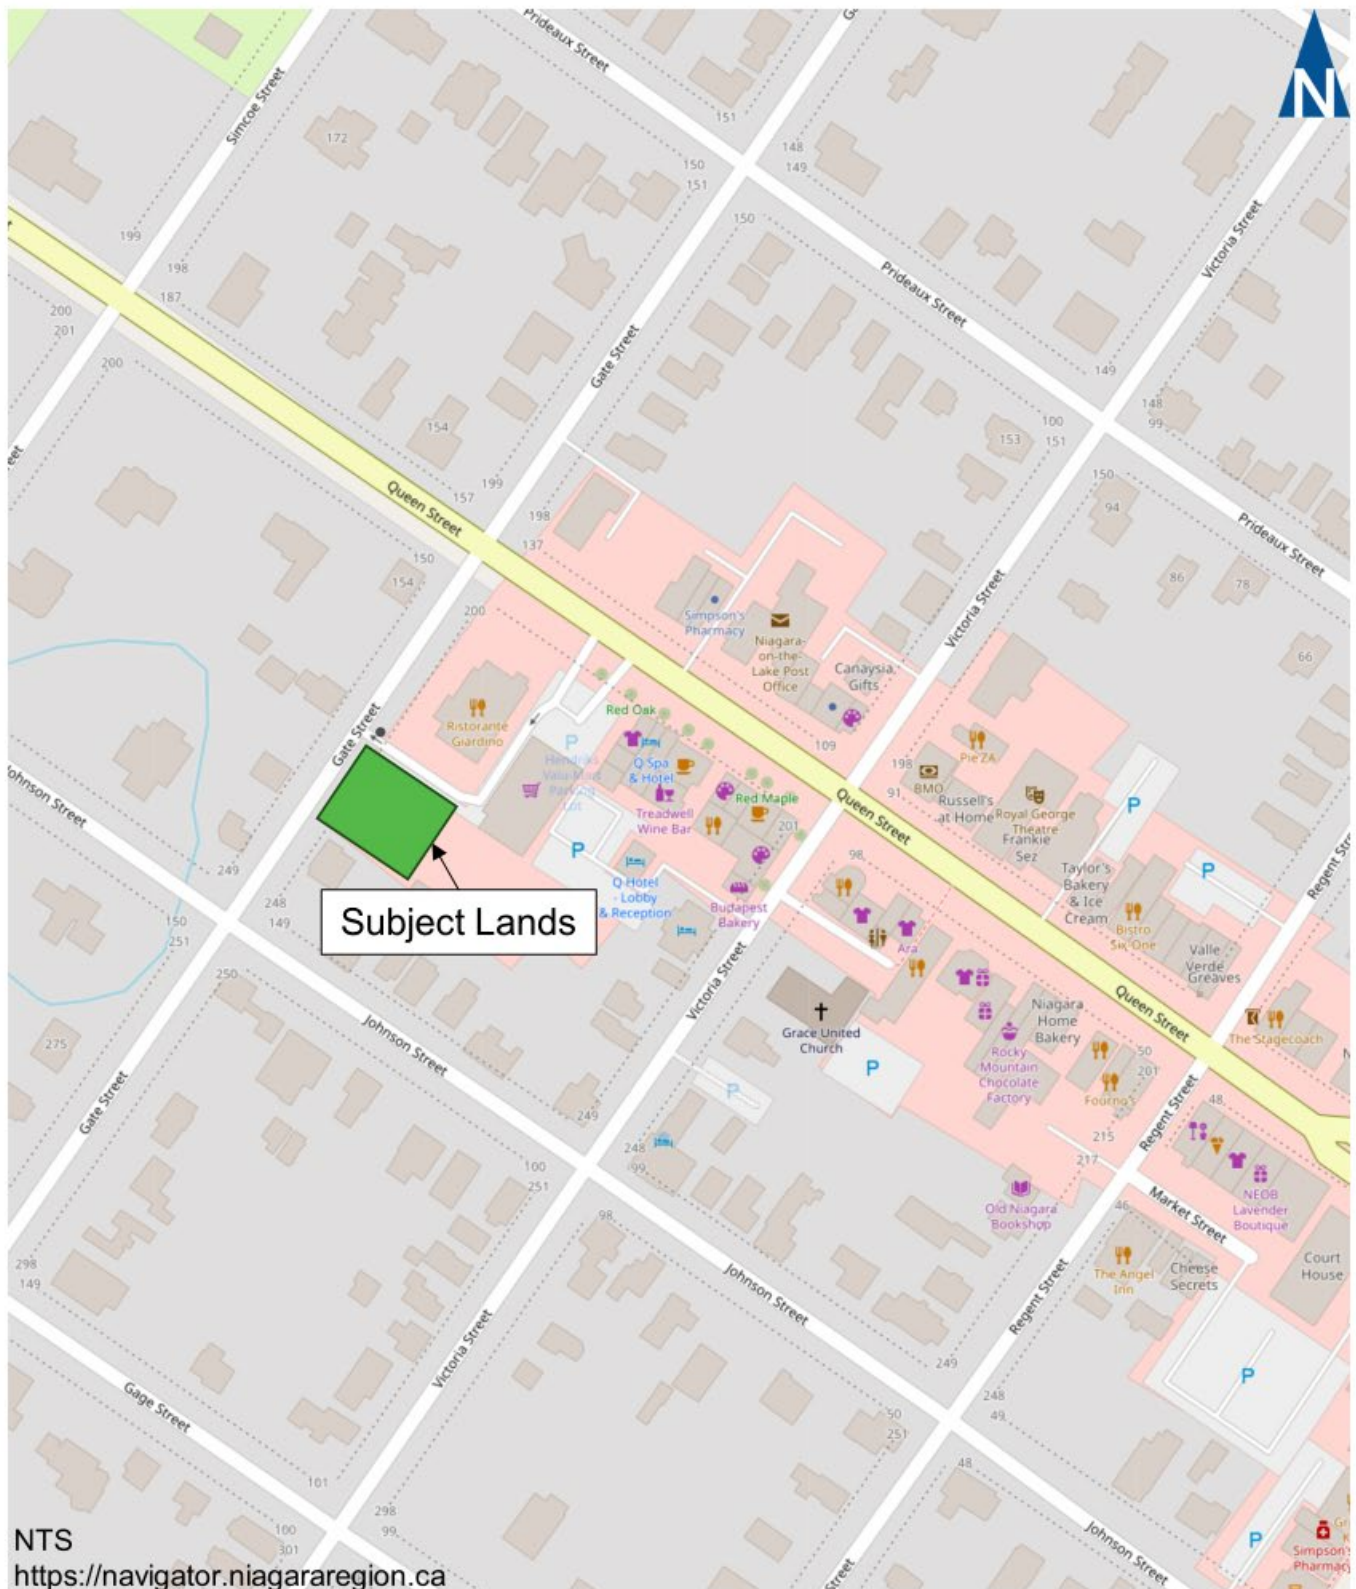 Prideaux Street
N
Simcoe Street
172
151
148
149
150
151
150
Victoria Street
199
198
187
Prideaux Street
200
201
200
Gate Street
149
148
99
154
100
151
153
150
94
Queen Street
199
157
198
137
Prideaux Street
150
154
200
86
78
Simpson's
Pharmacy
Victoria Street
Niagara-
on-the-
Lake Post
Office
Canaysia
Gifts
66
Red Oak
Ristorante
Giardino
Gate Street
109
198
91
Pie'ZA
BMO
P
Hendriks
Valu-Mart
Parking
Lot
Q Spa
& Hotel
Red Maple
Queen Street
Russell's
at Home
Royal George
Theatre
P
Johnson Street
Treadwell
Wine Bar
201
Frankie
Sez
Regent Street
249
P
98
Taylor's
Bakery
& Ice
Cream
P
248
149
Subject Lands
Q Hotel
- Lobby
& Reception
Budapest
Bakery
Ara
Bistro
Six-One
Valle
Verde
Greaves
150
251
250
Victoria Street
Queen Street
275
Johnson Street
Grace United
Church
P
Niagara
Home
Bakery
The Stagecoach
Rocky
Mountain
Chocolate
Factory
50
201
Fournos
Gate Street
P
249
48
215
217
Regent Street
248
99
100
251
Old Niagara
Bookshop
Market Street
NEOB
Lavender
Boutique
46
98
298
149
Johnson Street
Regent Street
The Angel
Inn
Cheese
Secrets
Court
House
Victoria Street
249
248
49
P
Gage Street
50
251
48
101
298
99
100
301
Johnson Street
P
Simpson's
Pharmacy
Street
NTS
https://navigator.niagararegion.ca